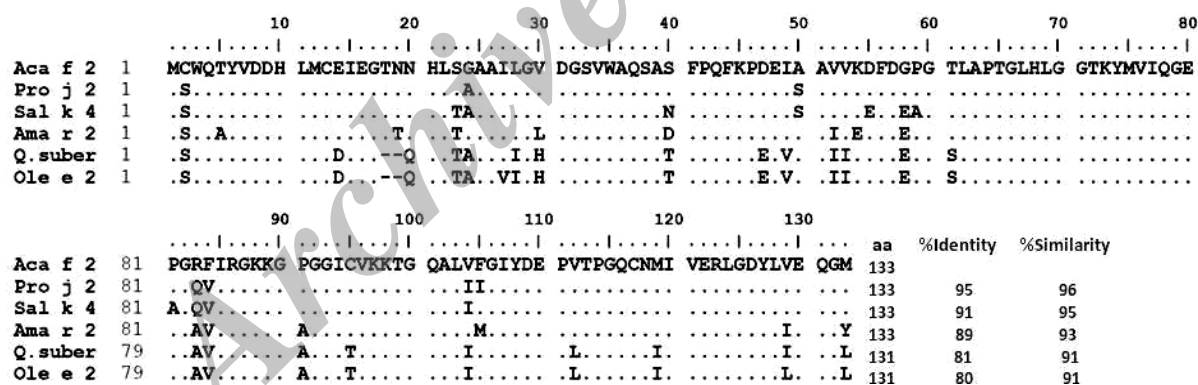 10 20 30 40 50 60 70 80
....|....| ....|....| ....|....| ....|....| ....|....| ....|....| ....|....| ....|....|
Aca f 2 1 MCWQTYVDDH LMCEIEGTNN HLSGAAILGV DGSVWAQSAS FPQFKPDEIA AVVKDFDGPG TLAPTGLHLG GTKYMVIQGE
Pro j 2 1 .S........ .......... ...A...... .......... .........S .......... .......... ..........
Sal k 4 1 .S........ .......... ..TA...... .........N .........S ....E..EA. .......... ..........
Ama r 2 1 .S..A..... ........T. ..T......L .........D .......... .I.E...E.. .......... ..........
Q.suber 1 .S........ ...D...--Q ..TA...I.H .........T ......E.V. .II....E.. .S........ ..........
Ole e 2 1 .S........ ...D...--Q ..TA..VI.H .........T ......E.V. .II....E.. .S........ ..........
90 100 110 120 130
....|....| ....|....| ....|....| ....|....| ....|....| ... aa %Identity %Similarity
Aca f 2 81 PGRFIRGKKG PGGICVKKTG QALVFGIYDE PVTPGQCNMI VERLGDYLVE QGM 133
Pro j 2 81 ..QV...... .......... ...II..... .......... .......... ... 133 95 96
Sal k 4 81 A.QV...... .......... ...I...... .......... .......... ... 133 91 95
Ama r 2 81 ..AV...... A......... ....M..... .......... ........I. ..Y 133 89 93
Q.suber 79 ..AV...... A...T..... ...I...... .L......I. ........I. ..L 131 81 91
Ole e 2 79 ..AV...... A...T..... ...I...... .L......I. ........L. ..L 131 80 91
Archive